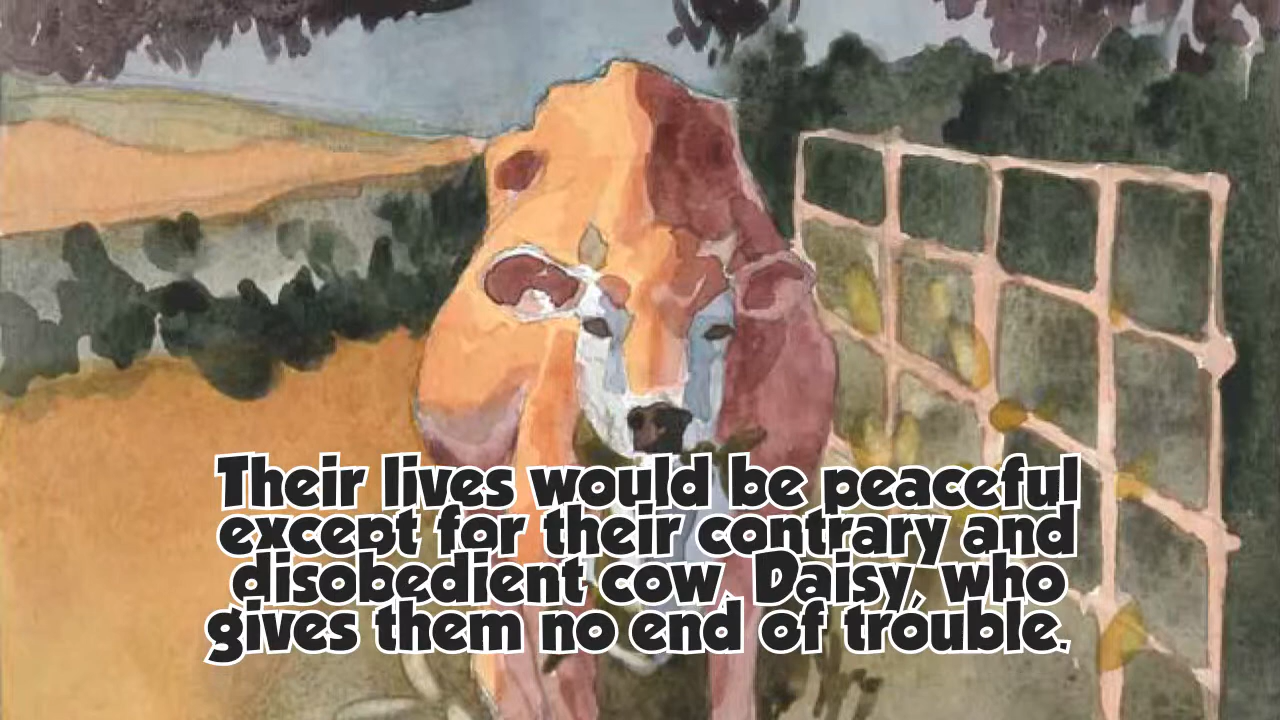 Their lives would be peaceful
except for their contrary and
disobedient cow, Daisy, who
gives them no end of trouble.